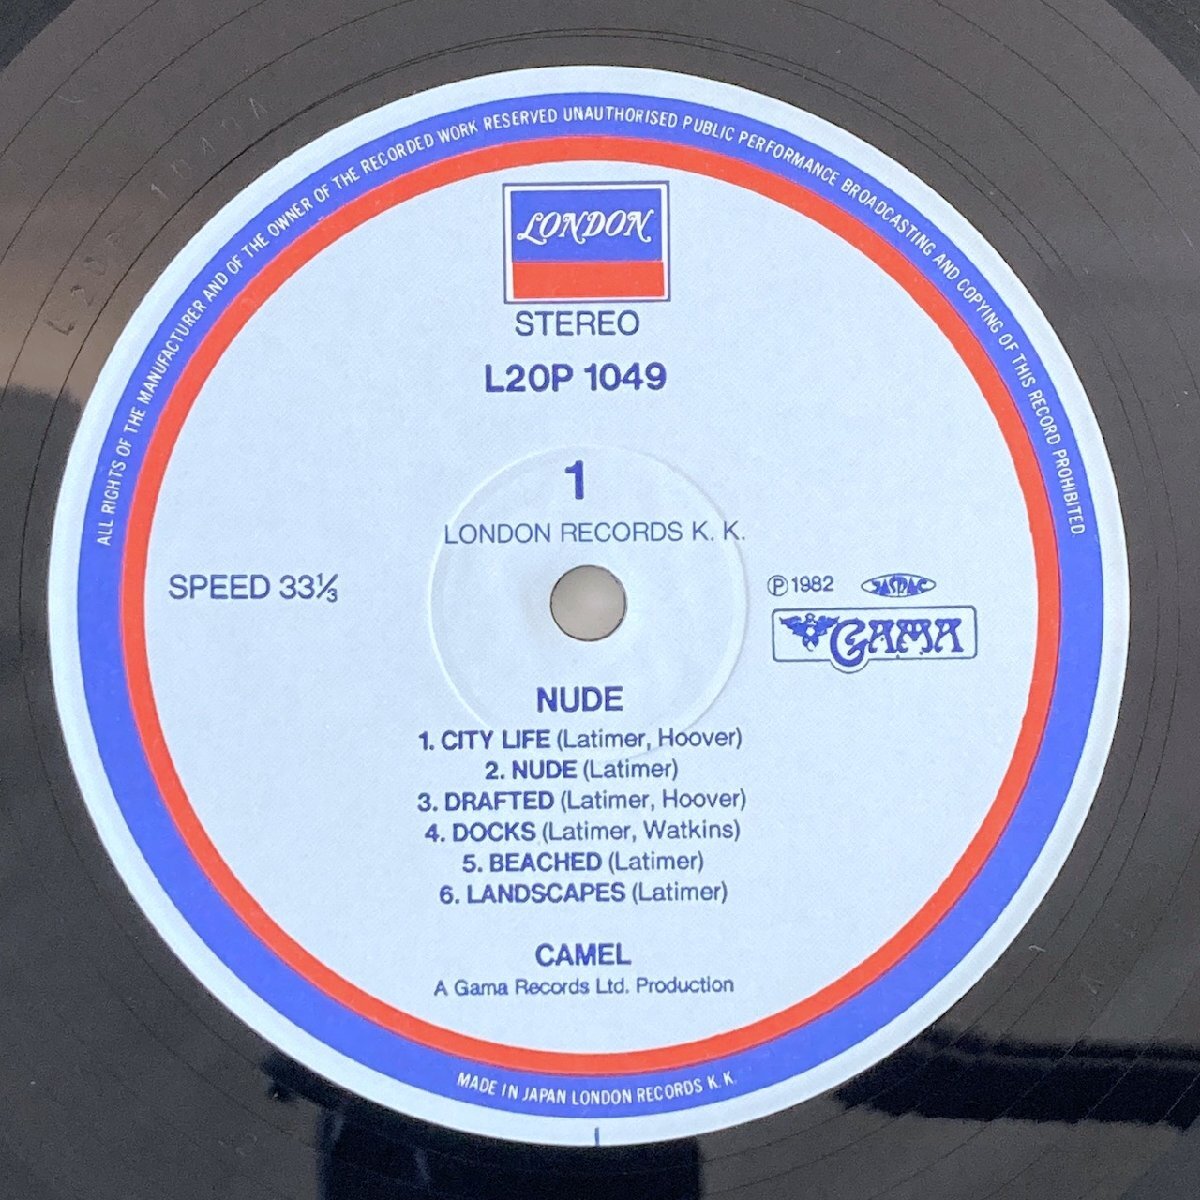 ALL RIGHTS OF THE MANUFACTURER AND OF THE OWNER OF THE RECORDED WORK RESERVED UNAUTHORISED PUBLIC PERFORMANCE BROADCASTING AND COPYING OF THIS RECORD PROHIBITED
LONDON
STEREO
L20P 1049
1
LONDON RECORDS K. K.
SPEED 33⅓
℗1982 JASRAC
GAMA
NUDE
1. CITY LIFE (Latimer, Hoover)
2. NUDE (Latimer)
3. DRAFTED (Latimer, Hoover)
4. DOCKS (Latimer, Watkins)
5. BEACHED (Latimer)
6. LANDSCAPES (Latimer)
CAMEL
A Gama Records Ltd. Production
MADE IN JAPAN LONDON RECORDS K. K.